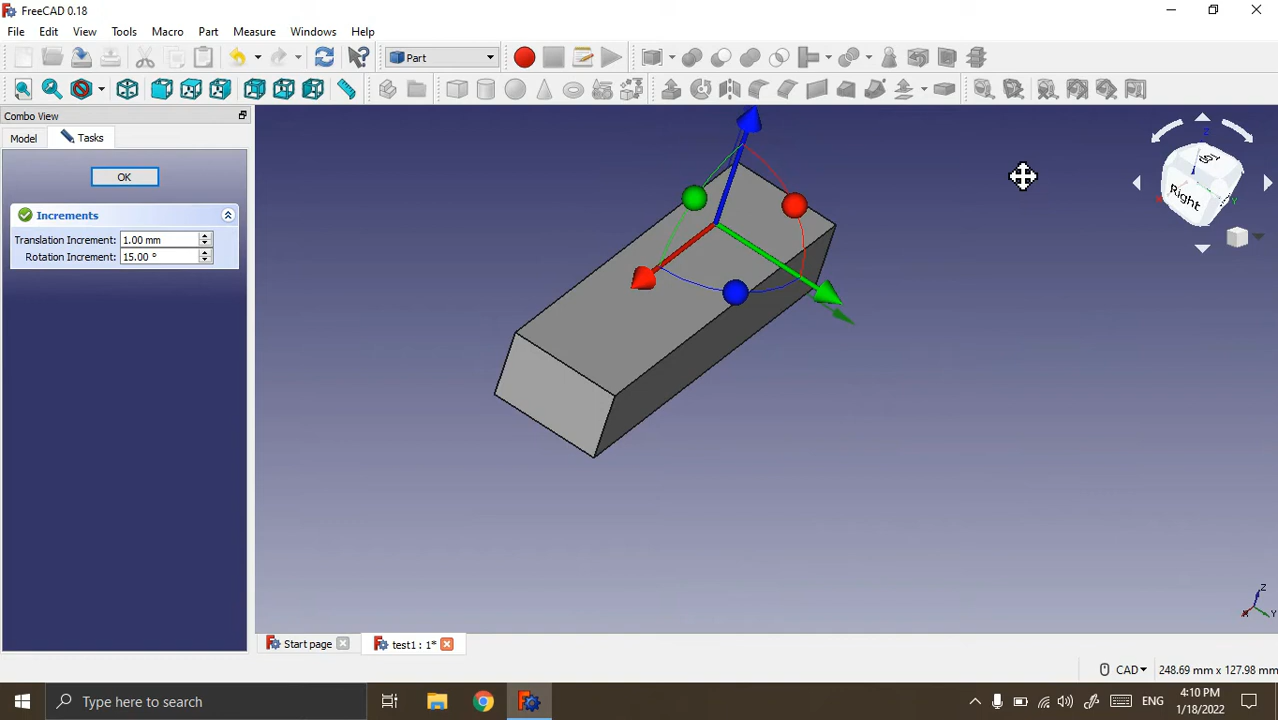 FreeCAD 0.18
File Edit View Tools Macro Part Measure Windows Help
Part
Combo View
Model Tasks
OK
Increments
Translation Increment: 1.00 mm
Rotation Increment: 15.00 °
Z
Right
Y
Z
X Y
Start page test1 : 1*
CAD 248.69 mm x 127.98 mm
Type here to search
ENG
4:10 PM
1/18/2022